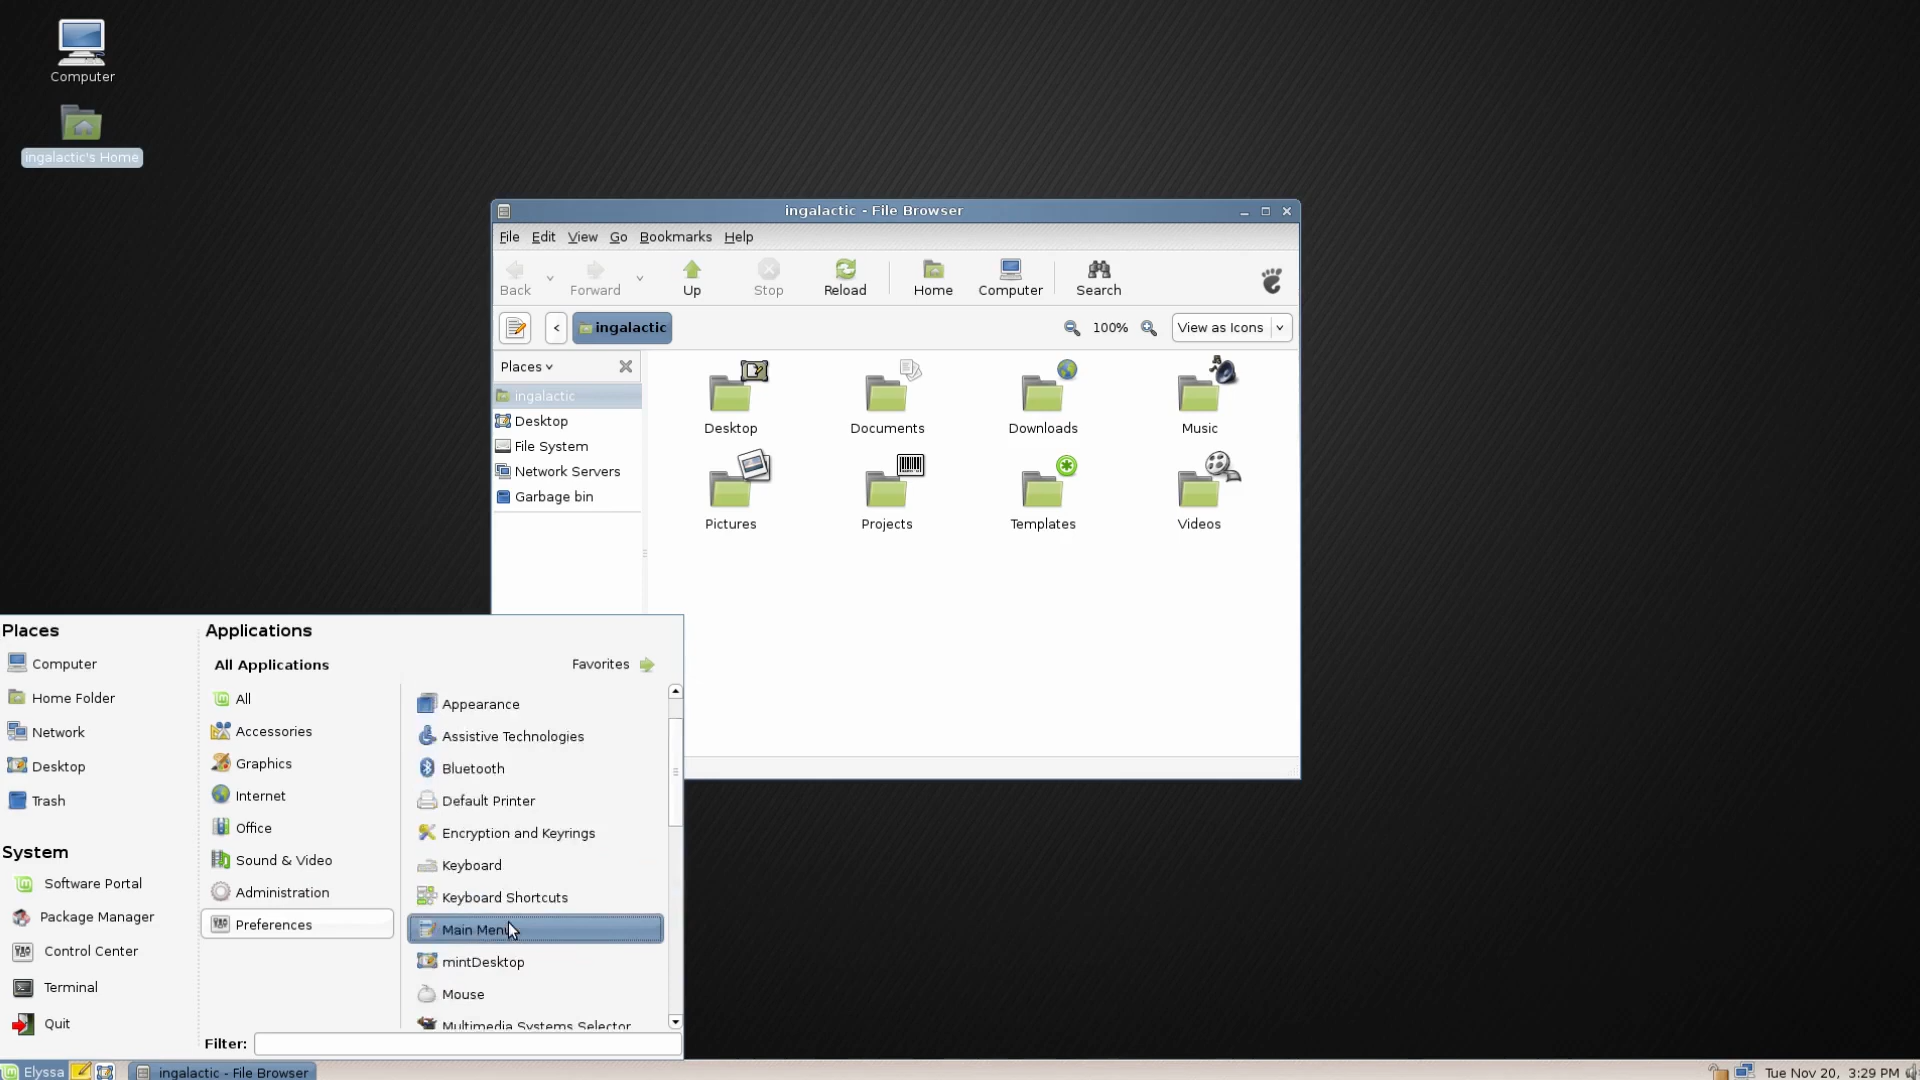 Computer
ingalactic's Home
ingalactic - File Browser
File Edit View Go Bookmarks Help
Back Forward Up Stop Reload Home Computer Search
< ingalactic 100% View as Icons
Places
ingalactic
Desktop
File System
Network Servers
Garbage bin
Desktop Documents Downloads Music
Pictures Projects Templates Videos
Places
Computer
Home Folder
Network
Desktop
Trash
System
Software Portal
Package Manager
Control Center
Terminal
Quit
Applications
All Applications Favorites
All
Accessories
Graphics
Internet
Office
Sound & Video
Administration
Preferences
Appearance
Assistive Technologies
Bluetooth
Default Printer
Encryption and Keyrings
Keyboard
Keyboard Shortcuts
Main Menu
mintDesktop
Mouse
Multimedia Systems Selector
Filter:
Elyssa ingalactic - File Browser Tue Nov 20, 3:29 PM